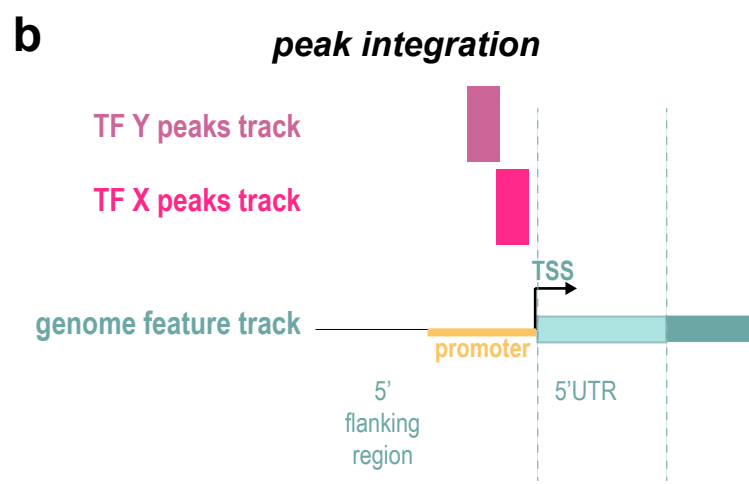 b
peak integration
TF Y peaks track
TF X peaks track
TSS
genome feature track
promoter
5’
flanking
region
5’UTR